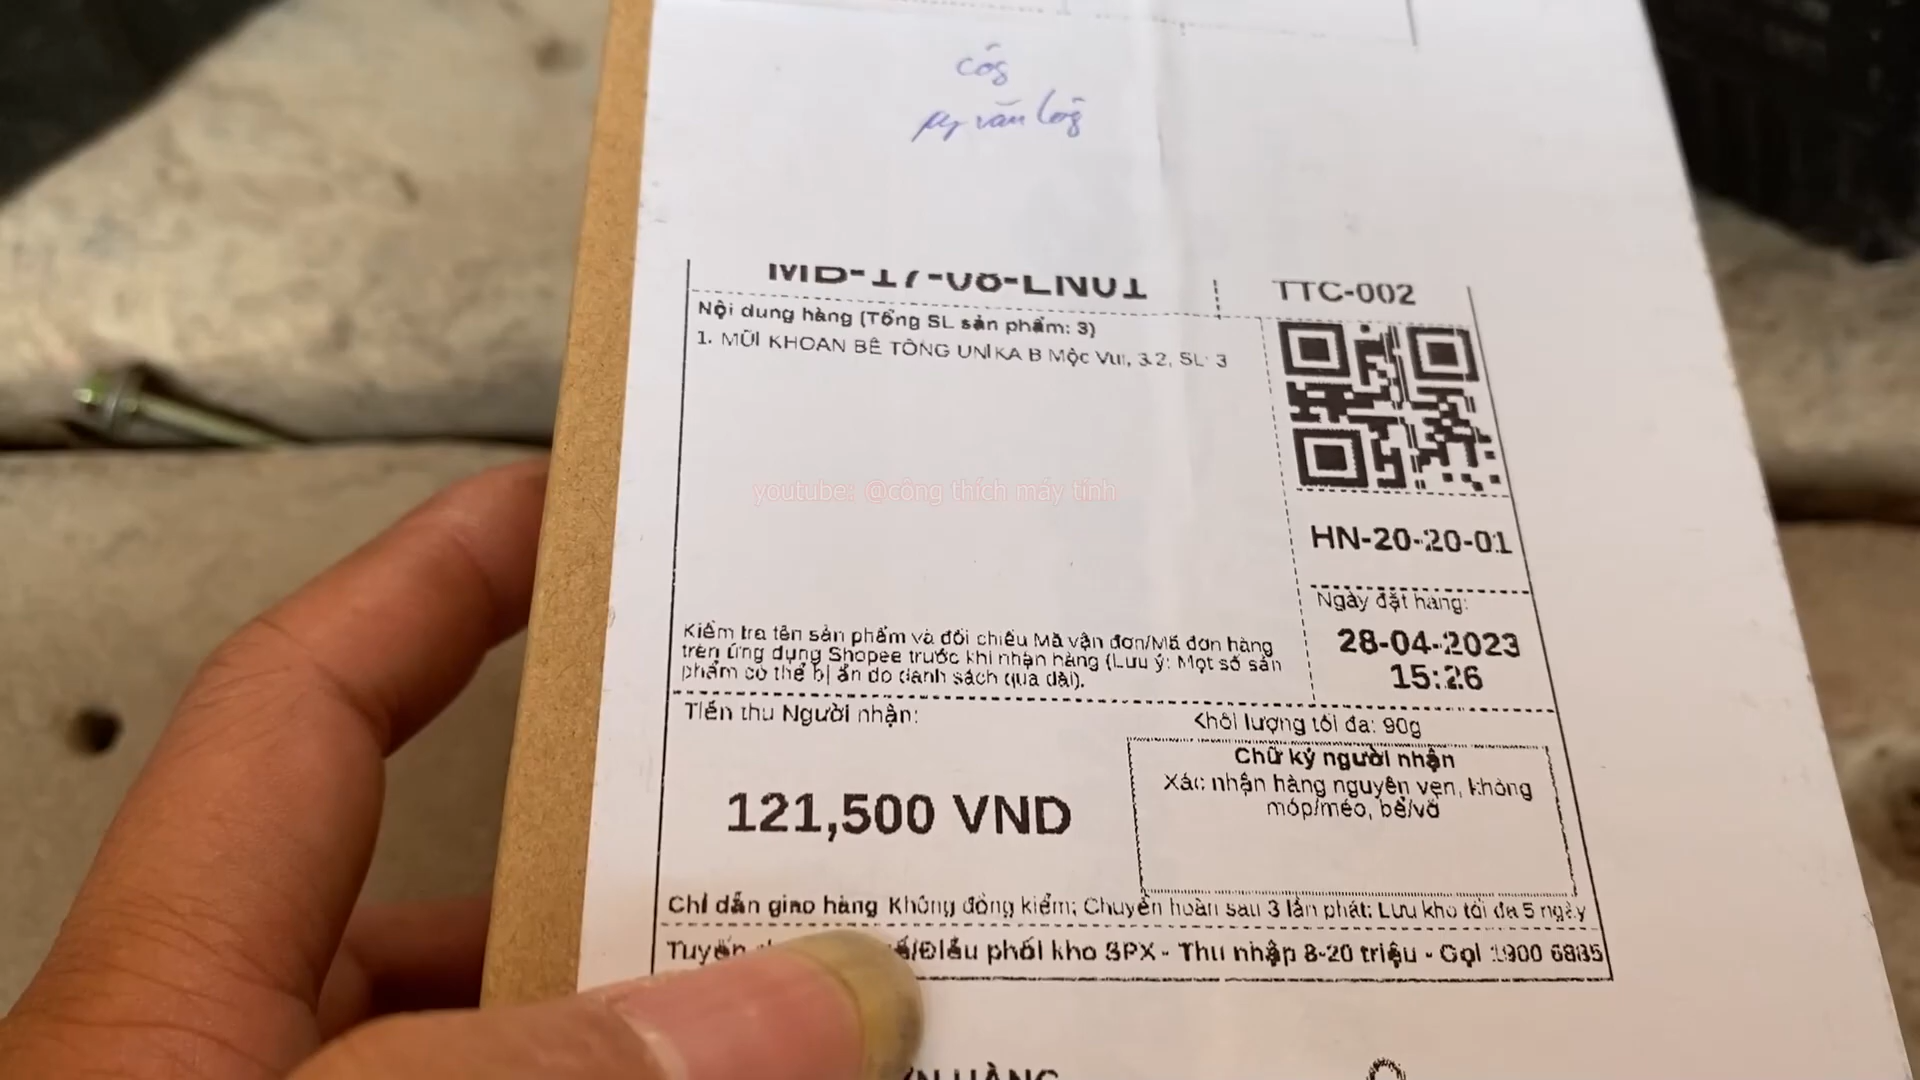 công
văn
MD-17-08-LN01
TTC-002
Nội dung hàng (Tổng SL sản phẩm: 3)
1. MŨI KHOAN BÊ TÔNG UNIKA B Mộc Vui, 3.2, SL: 3
youtube: @công thích máy tính
HN-20-20-01
Ngày đặt hàng:
28-04-2023
15:26
Kiểm tra tên sản phẩm và đối chiếu Mã vận đơn/Mã đơn hàng
trên ứng dụng Shopee trước khi nhận hàng (Lưu ý: Một số sản
phẩm có thể bị ẩn do danh sách quá dài).
Tiền thu Người nhận:
Khối lượng tối đa: 90g
121,500 VND
Chữ ký người nhận
Xác nhận hàng nguyên vẹn, không
móp/méo, bể/vỡ
Chỉ dẫn giao hàng Không đồng kiểm; Chuyển hoàn sau 3 lần phát; Lưu kho tối đa 5 ngày
Tuyển /Điều phối kho SPX - Thu nhập 8-20 triệu - Gọi 1900 6885
HÀNG